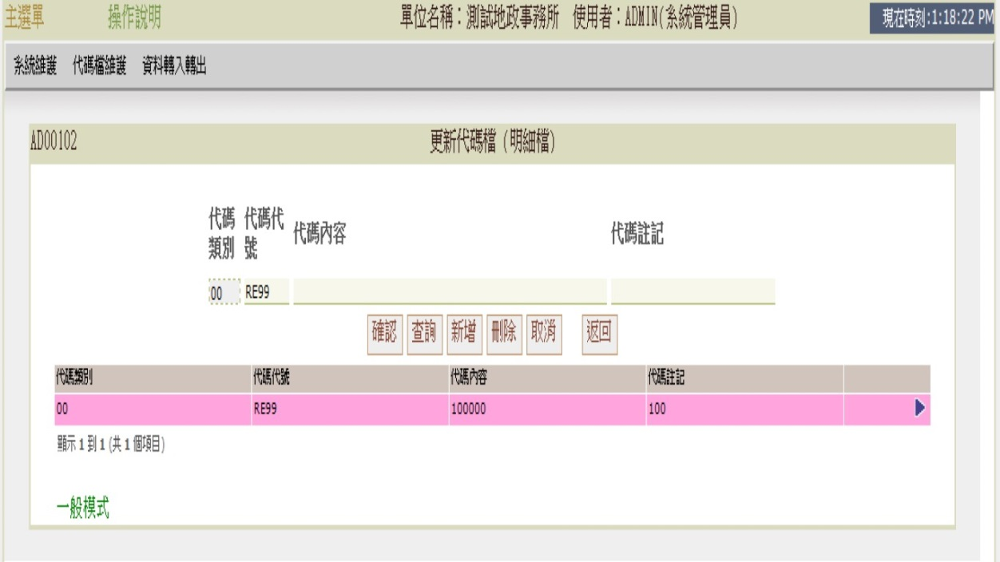 主選單 操作說明 單位名稱：測試地政事務所 使用者：ADMIN(系統管理員) 現在時刻:1:18:22 PM
系統維護 代碼檔維護 資料轉入轉出
AD00102 更新代碼檔 (明細檔)
代碼類別 代碼代號 代碼內容 代碼註記
00 RE99
確認 查詢 新增 刪除 取消 返回
代碼類別 代碼代號 代碼內容 代碼註記
00 RE99 100000 100
顯示 1 到 1 (共 1 個項目)
一般模式